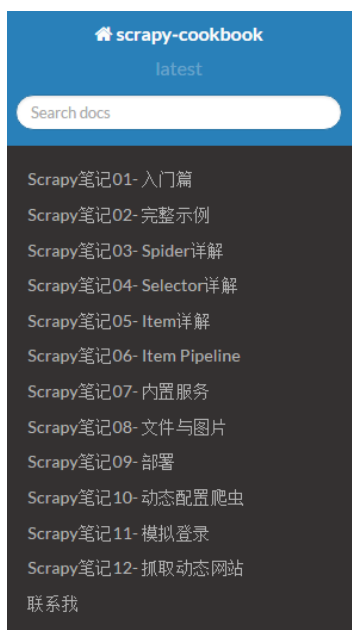 scrapy-cookbook
latest
Search docs
Scrapy笔记01- 入门篇
Scrapy笔记02- 完整示例
Scrapy笔记03- Spider详解
Scrapy笔记04- Selector详解
Scrapy笔记05- Item详解
Scrapy笔记06- Item Pipeline
Scrapy笔记07- 内置服务
Scrapy笔记08- 文件与图片
Scrapy笔记09- 部署
Scrapy笔记10- 动态配置爬虫
Scrapy笔记11- 模拟登录
Scrapy笔记12- 抓取动态网站
联系我